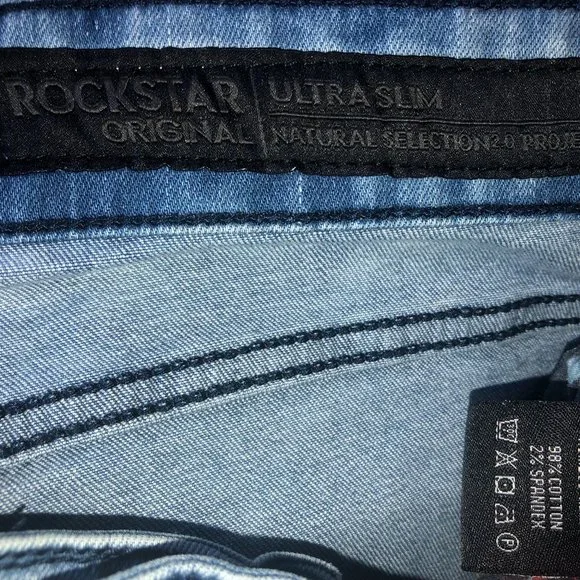 ROCKSTAR
ORIGINAL
ULTRA SLIM
NATURAL SELECTION 2.0 PROJE
98% COTTON
2% SPANDEX